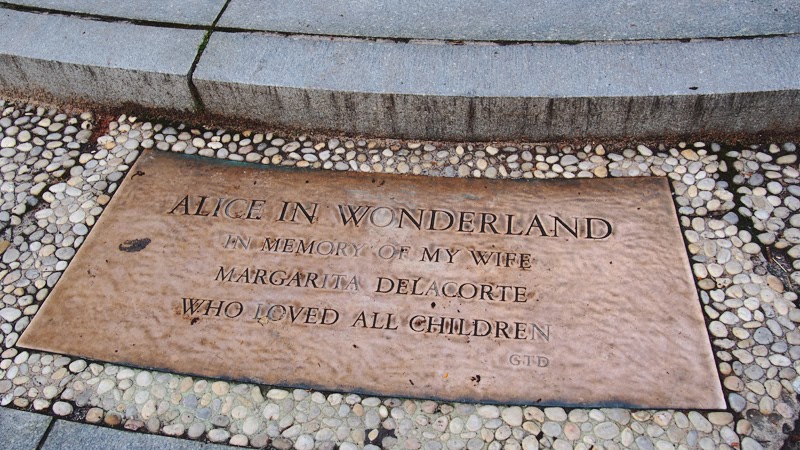 ALICE IN WONDERLAND
IN MEMORY OF MY WIFE
MARGARITA DELACORTE
WHO LOVED ALL CHILDREN
GTD